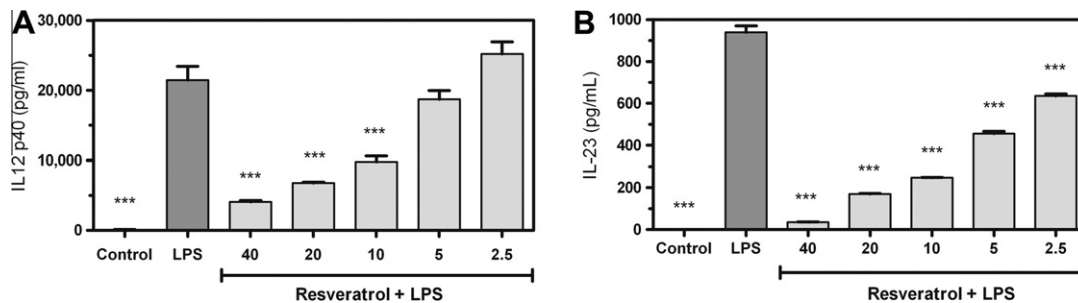 A
IL12 p40 (pg/ml)
30,000
20,000
10,000
0
***
***
***
***
Control LPS 40 20 10 5 2.5
Resveratrol + LPS
B
IL-23 (pg/mL)
1000
800
600
400
200
0
***
***
***
***
***
***
Control LPS 40 20 10 5 2.5
Resveratrol + LPS